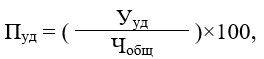 Пуд = ( Ууд / Чобщ )×100,